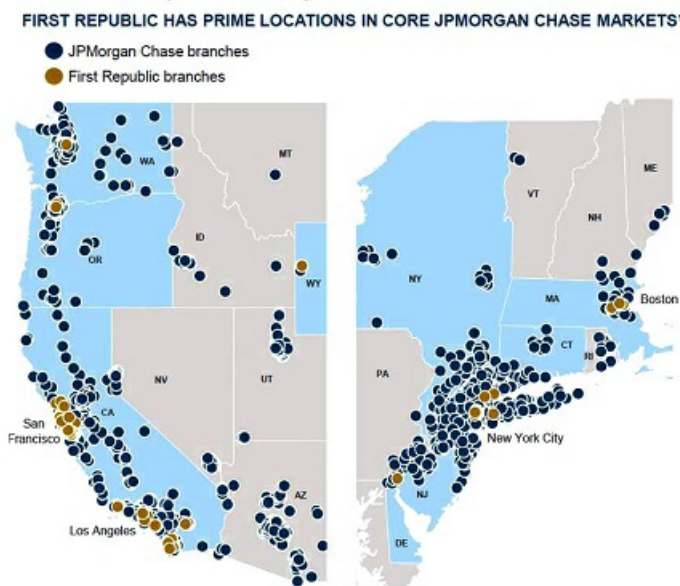 FIRST REPUBLIC HAS PRIME LOCATIONS IN CORE JPMORGAN CHASE MARKETS¹
JPMorgan Chase branches
First Republic branches
WA
MT
OR
ID
WY
NV
UT
CA
San
Francisco
AZ
Los Angeles
VT
ME
NH
NY
MA
Boston
CT
RI
PA
New York City
NJ
DE